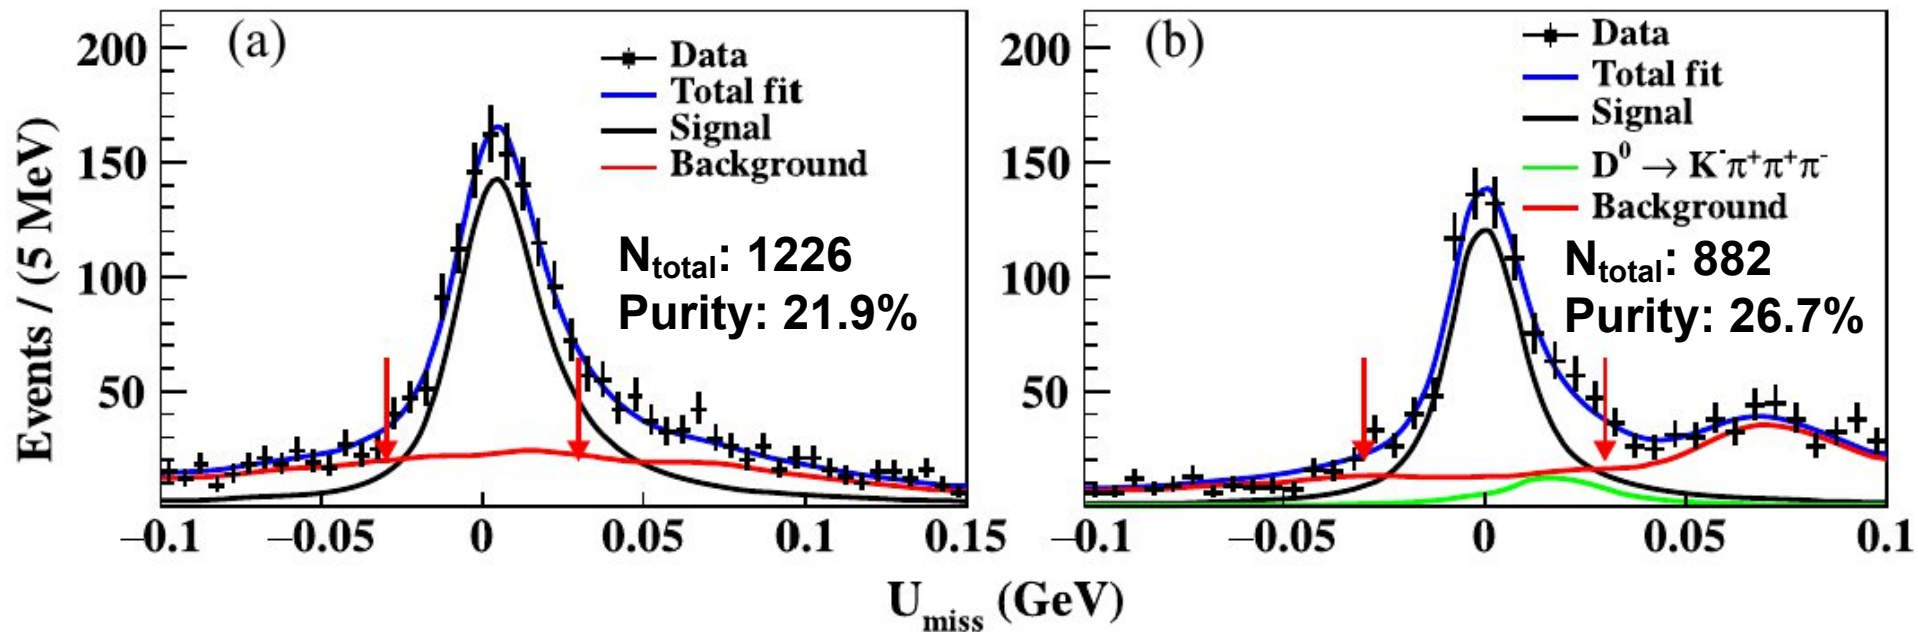 (a)
Data
Total fit
Signal
Background
N_total: 1226
Purity: 21.9%
200
150
100
50
Events / (5 MeV)
−0.1 −0.05 0 0.05 0.1 0.15
(b)
Data
Total fit
Signal
D⁰ → K⁻π⁺π⁺π⁻
Background
N_total: 882
Purity: 26.7%
200
150
100
50
−0.1 −0.05 0 0.05 0.1
U_miss (GeV)